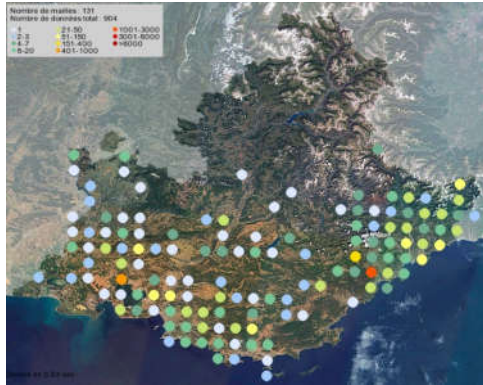 Nombre de mailles : 131
Nombre de données total : 904
1 21-50 1001-3000
2-3 51-150 3001-6000
4-7 151-400 >6000
8-20 401-1000